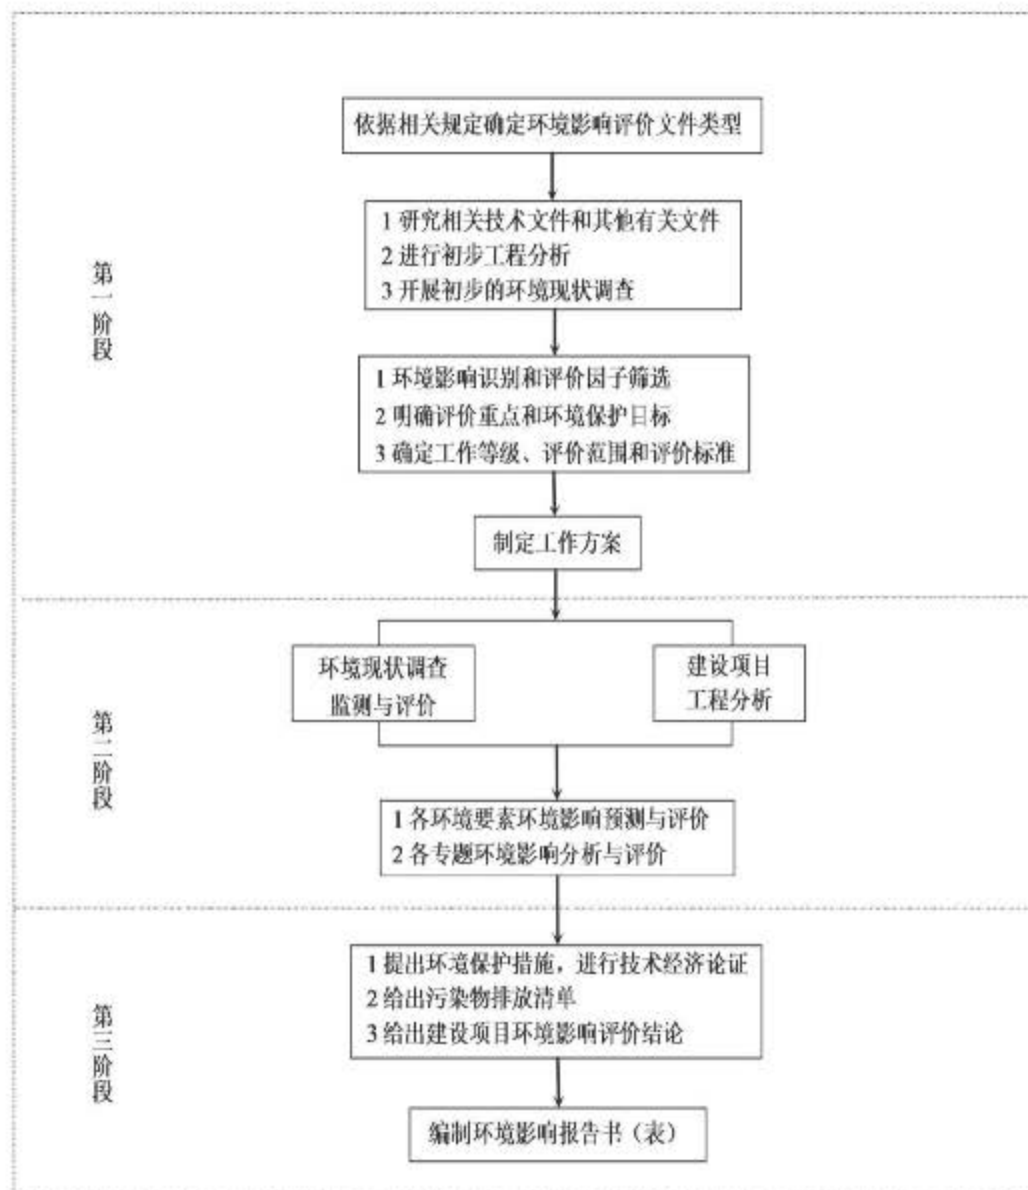 依据相关规定确定环境影响评价文件类型
1 研究相关技术文件和其他有关文件
2 进行初步工程分析
3 开展初步的环境现状调查
第一阶段
1 环境影响识别和评价因子筛选
2 明确评价重点和环境保护目标
3 确定工作等级、评价范围和评价标准
制定工作方案
环境现状调查
监测与评价
建设项目
工程分析
第二阶段
1 各环境要素环境影响预测与评价
2 各专题环境影响分析与评价
1 提出环境保护措施，进行技术经济论证
2 给出污染物排放清单
3 给出建设项目环境影响评价结论
第三阶段
编制环境影响报告书（表）